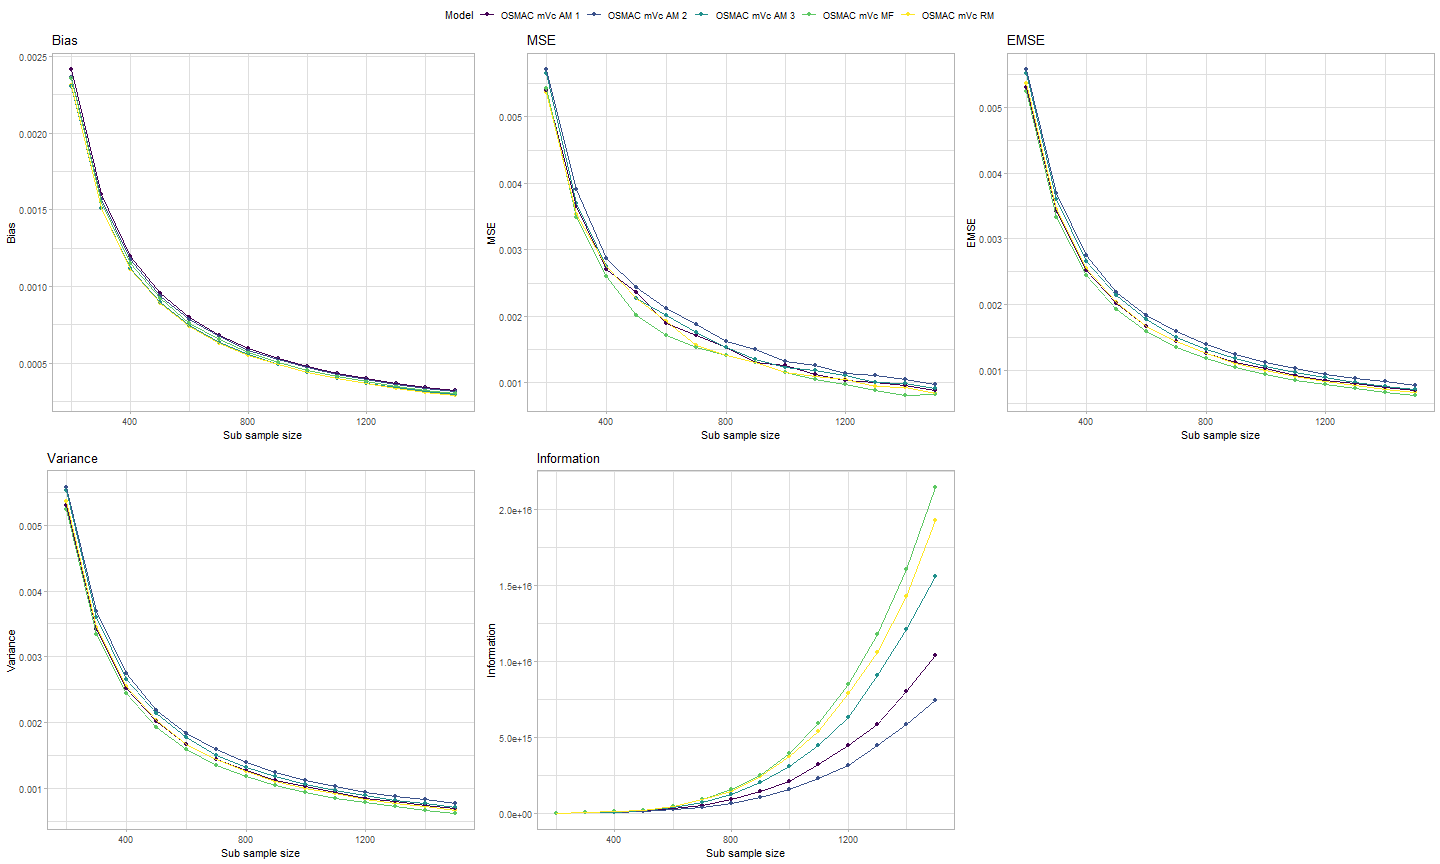 Model OSMAC mVc AM 1 OSMAC mVc AM 2 OSMAC mVc AM 3 OSMAC mVc MF OSMAC mVc RM
Bias
0.0025
0.0020
0.0015
0.0010
0.0005
Bias
400 800 1200
Sub sample size
MSE
0.005
0.004
0.003
0.002
0.001
MSE
400 800 1200
Sub sample size
EMSE
0.005
0.004
0.003
0.002
0.001
EMSE
400 800 1200
Sub sample size
Variance
0.005
0.004
0.003
0.002
0.001
Variance
400 800 1200
Sub sample size
Information
2.0e+16
1.5e+16
1.0e+16
5.0e+15
0.0e+00
Information
400 800 1200
Sub sample size